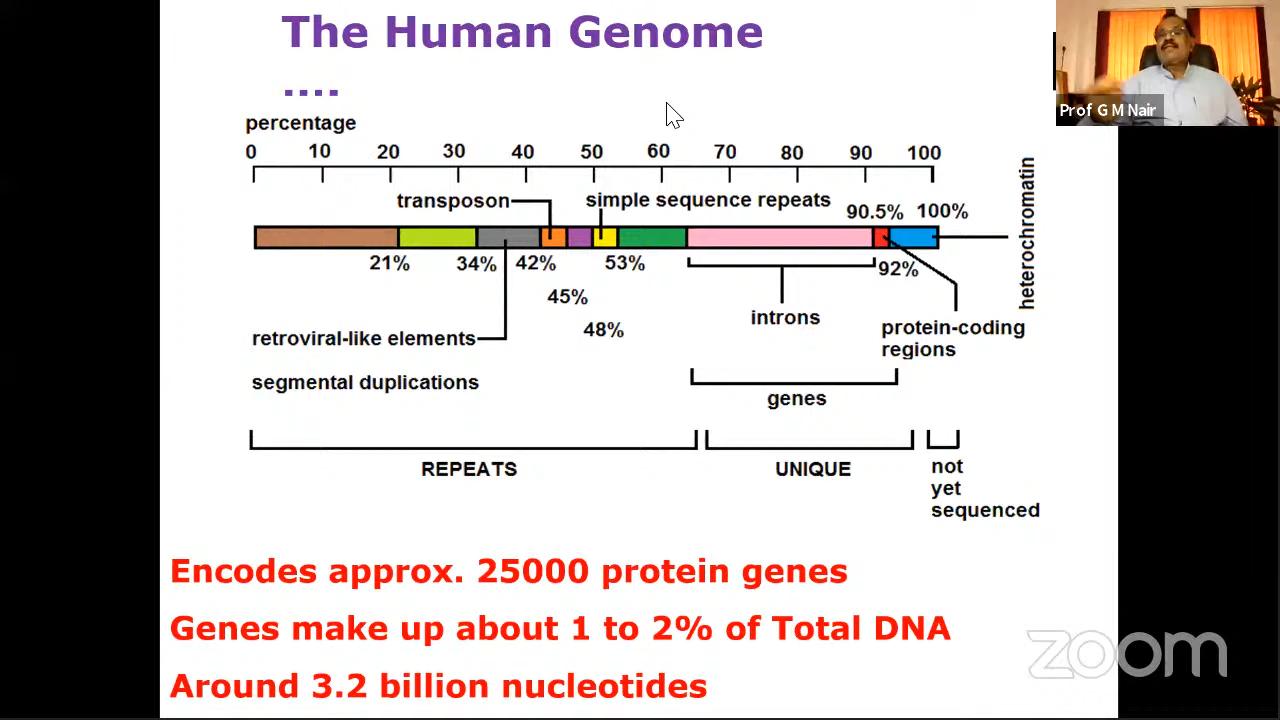 The Human Genome
....
Prof G M Nair
percentage
0 10 20 30 40 50 60 70 80 90 100
transposon
simple sequence repeats
90.5% 100%
heterochromatin
21% 34% 42% 53% 92%
45%
48%
introns
protein-coding
regions
retroviral-like elements
segmental duplications
genes
REPEATS
UNIQUE
not
yet
sequenced
Encodes approx. 25000 protein genes
Genes make up about 1 to 2% of Total DNA
Around 3.2 billion nucleotides
zoom